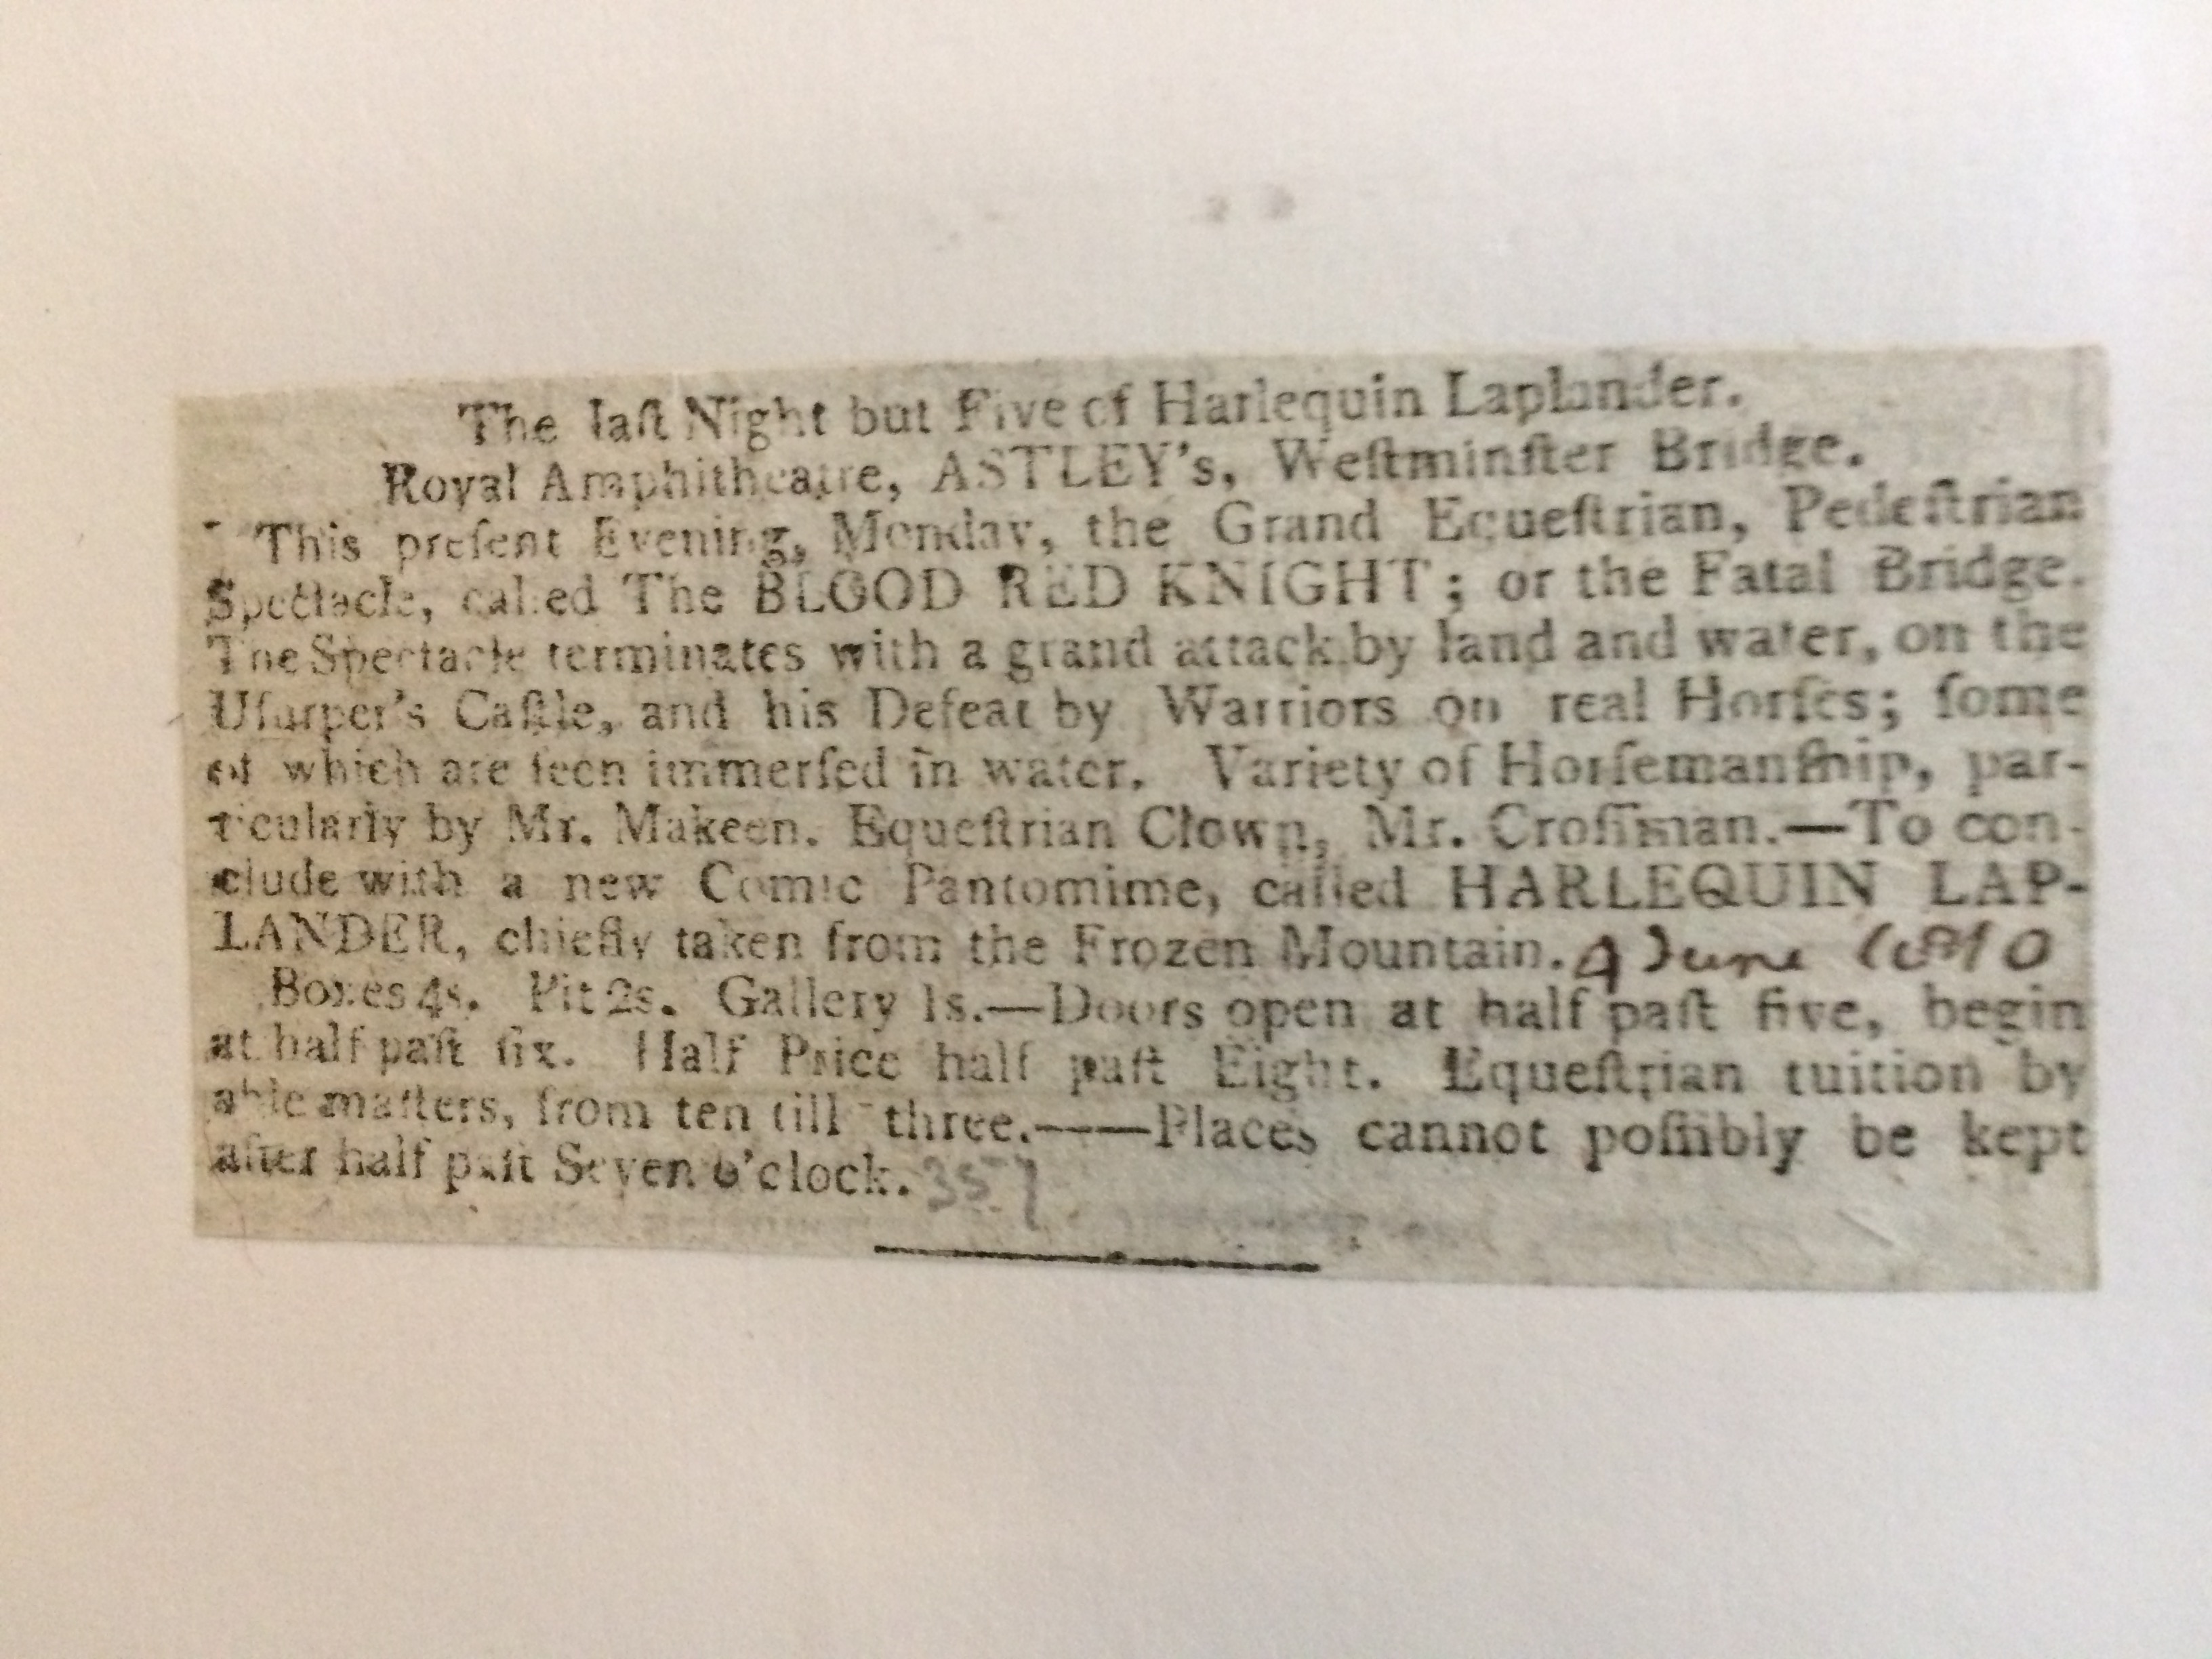 The laſt Night but Five of Harlequin Laplander.
Royal Amphitheatre, ASTLEY's, Weſtminſter Bridge.
This preſent Evening, Monday, the Grand Equeſtrian, Pedeſtrian
Spectacle, called The BLOOD RED KNIGHT; or the Fatal Bridge.
The Spectacle terminates with a grand attack by land and water, on the
Uſurper's Caſtle, and his Defeat by Warriors on real Horſes; ſome
of which are ſeen immerſed in water. Variety of Horſemanſhip, par-
ticularly by Mr. Makeen. Equeſtrian Clown, Mr. Croſſman.—To con-
clude with a new Comic Pantomime, called HARLEQUIN LAP-
LANDER, chiefly taken from the Frozen Mountain. 4 June 1810
Boxes 4s. Pit 2s. Gallery 1s.—Doors open at half paſt five, begin
at half paſt ſix. Half Price half paſt Eight. Equeſtrian tuition by
able maſters, from ten till three.——Places cannot poſſibly be kept
after half paſt Seven o'clock. 357